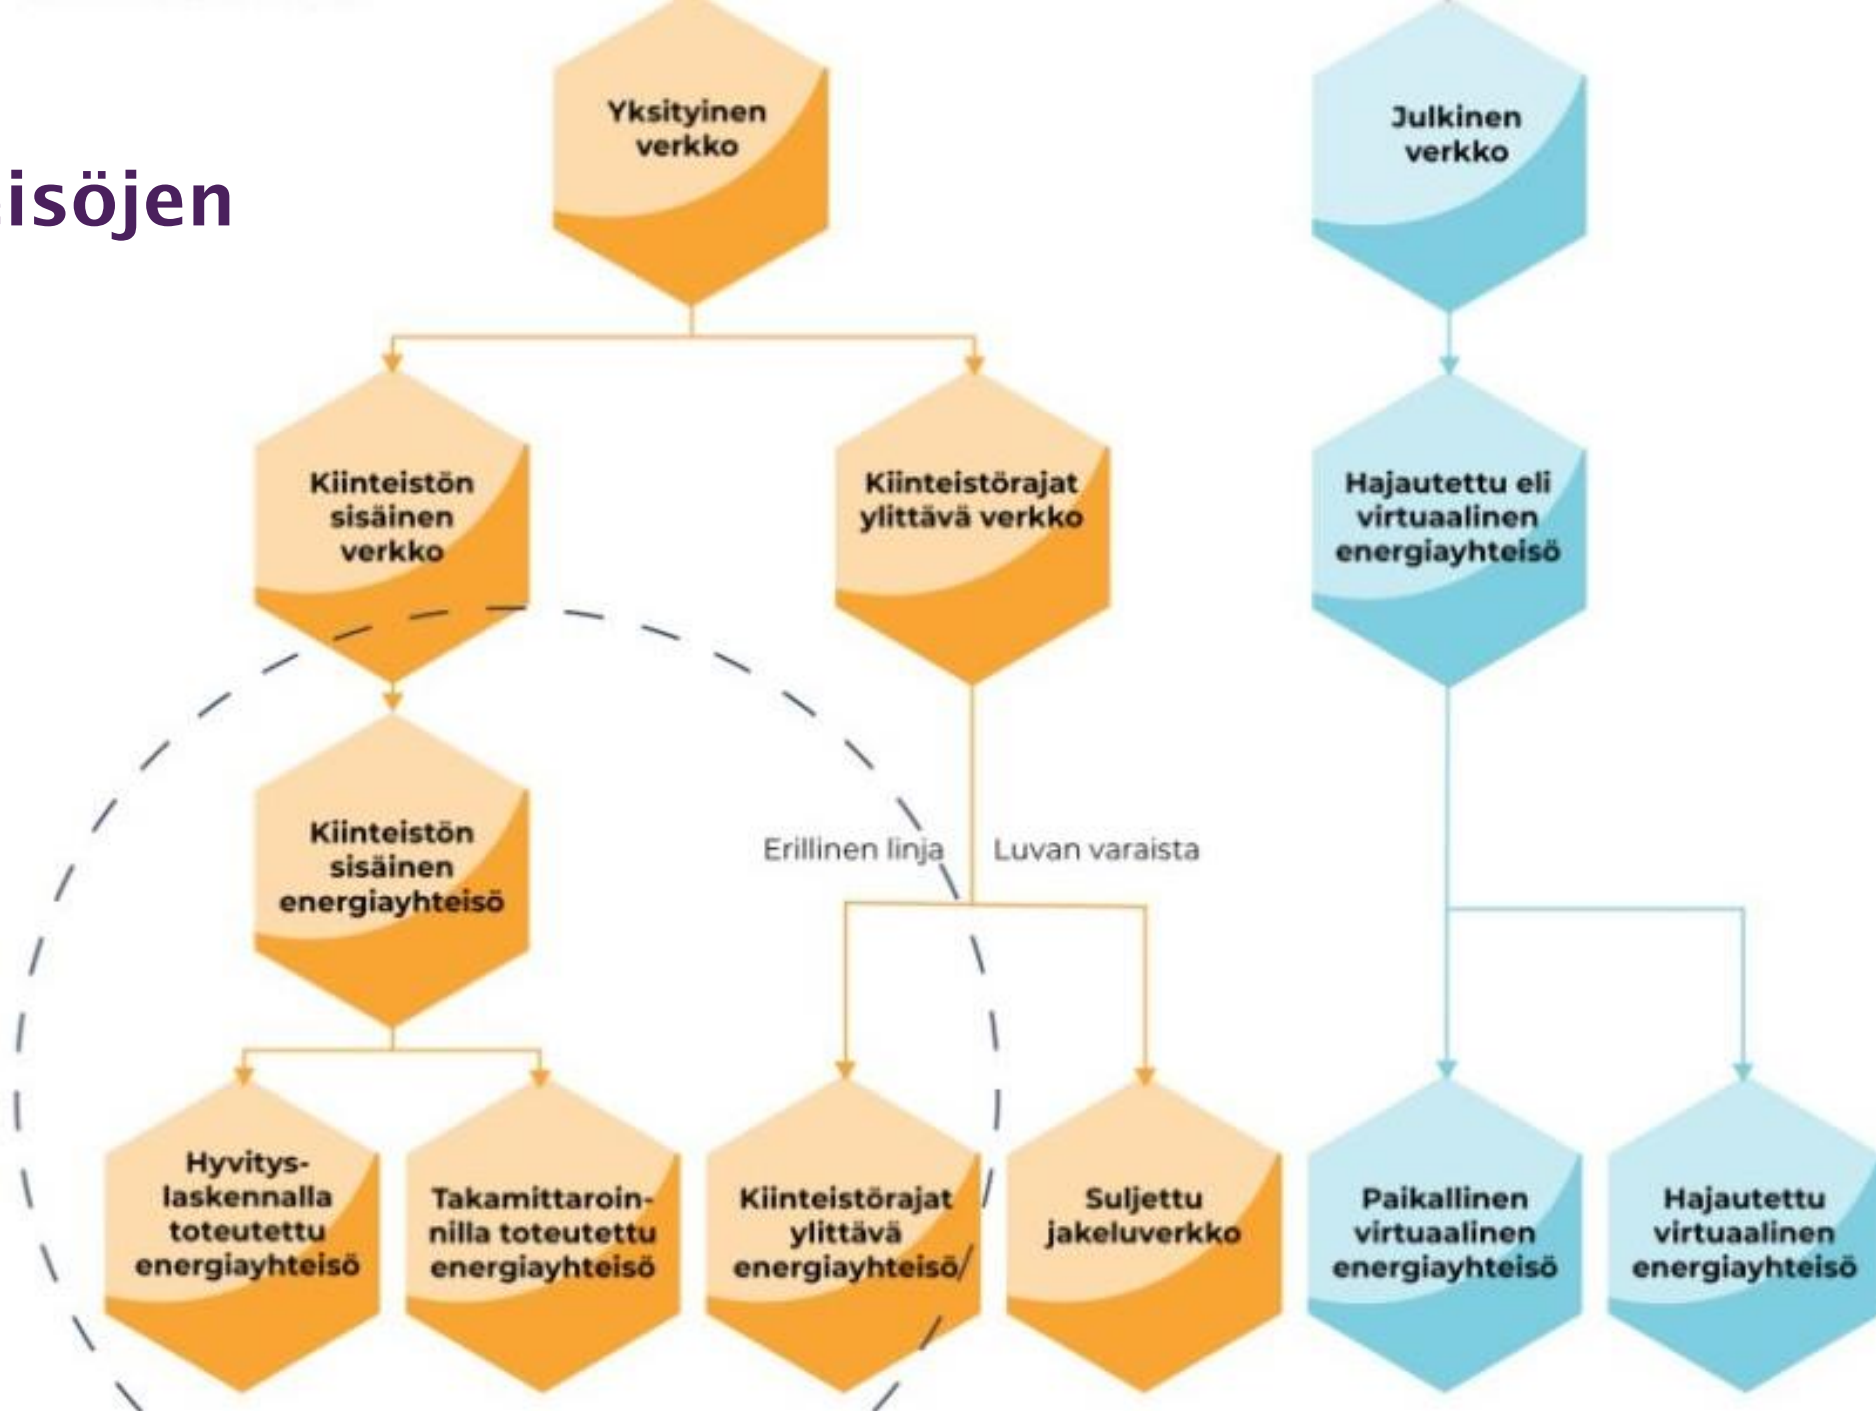 isöjen
Yksityinen
verkko
Julkinen
verkko
Kiinteistön
sisäinen
verkko
Kiinteistörajat
ylittävä verkko
Hajautettu eli
virtuaalinen
energiayhteisö
Kiinteistön
sisäinen
energiayhteisö
Erillinen linja
Luvan varaista
Hyvitys-
laskennalla
toteutettu
energiayhteisö
Takamittaroin-
nilla toteutettu
energiayhteisö
Kiinteistörajat
ylittävä
energiayhteisö
Suljettu
jakeluverkko
Paikallinen
virtuaalinen
energiayhteisö
Hajautettu
virtuaalinen
energiayhteisö